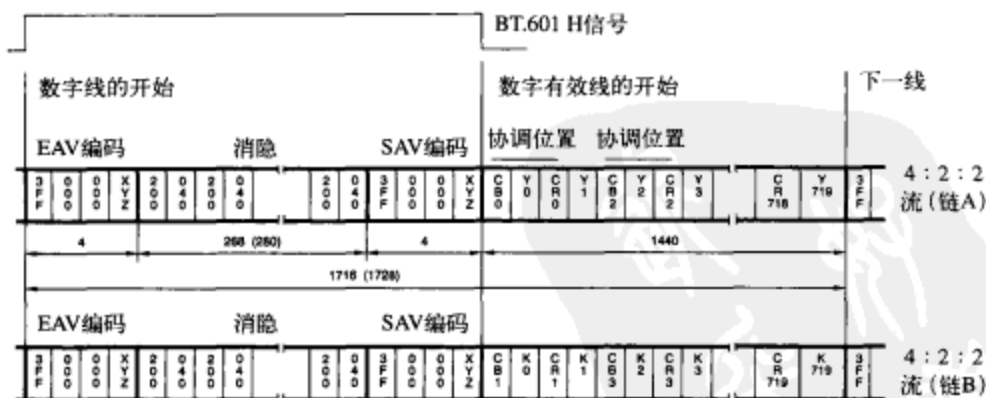 BT.601 H信号
数字线的开始 数字有效线的开始 下一线
EAV编码 消隐 SAV编码 协调位置 协调位置
3FF 000 000 XYZ 200 040 200 040 200 040 3FF 000 000 XYZ CB0 Y0 CR0 Y1 CB2 Y2 CR2 Y3 CR718 Y719 3FF 4:2:2
流(链A)
4 268 (280) 4 1440
1716 (1728)
EAV编码 消隐 SAV编码
3FF 000 000 XYZ 200 040 200 040 200 040 3FF 000 000 XYZ CB1 K0 CR1 K1 CB3 K2 CR3 K3 CR719 K719 3FF 4:2:2
流(链B)